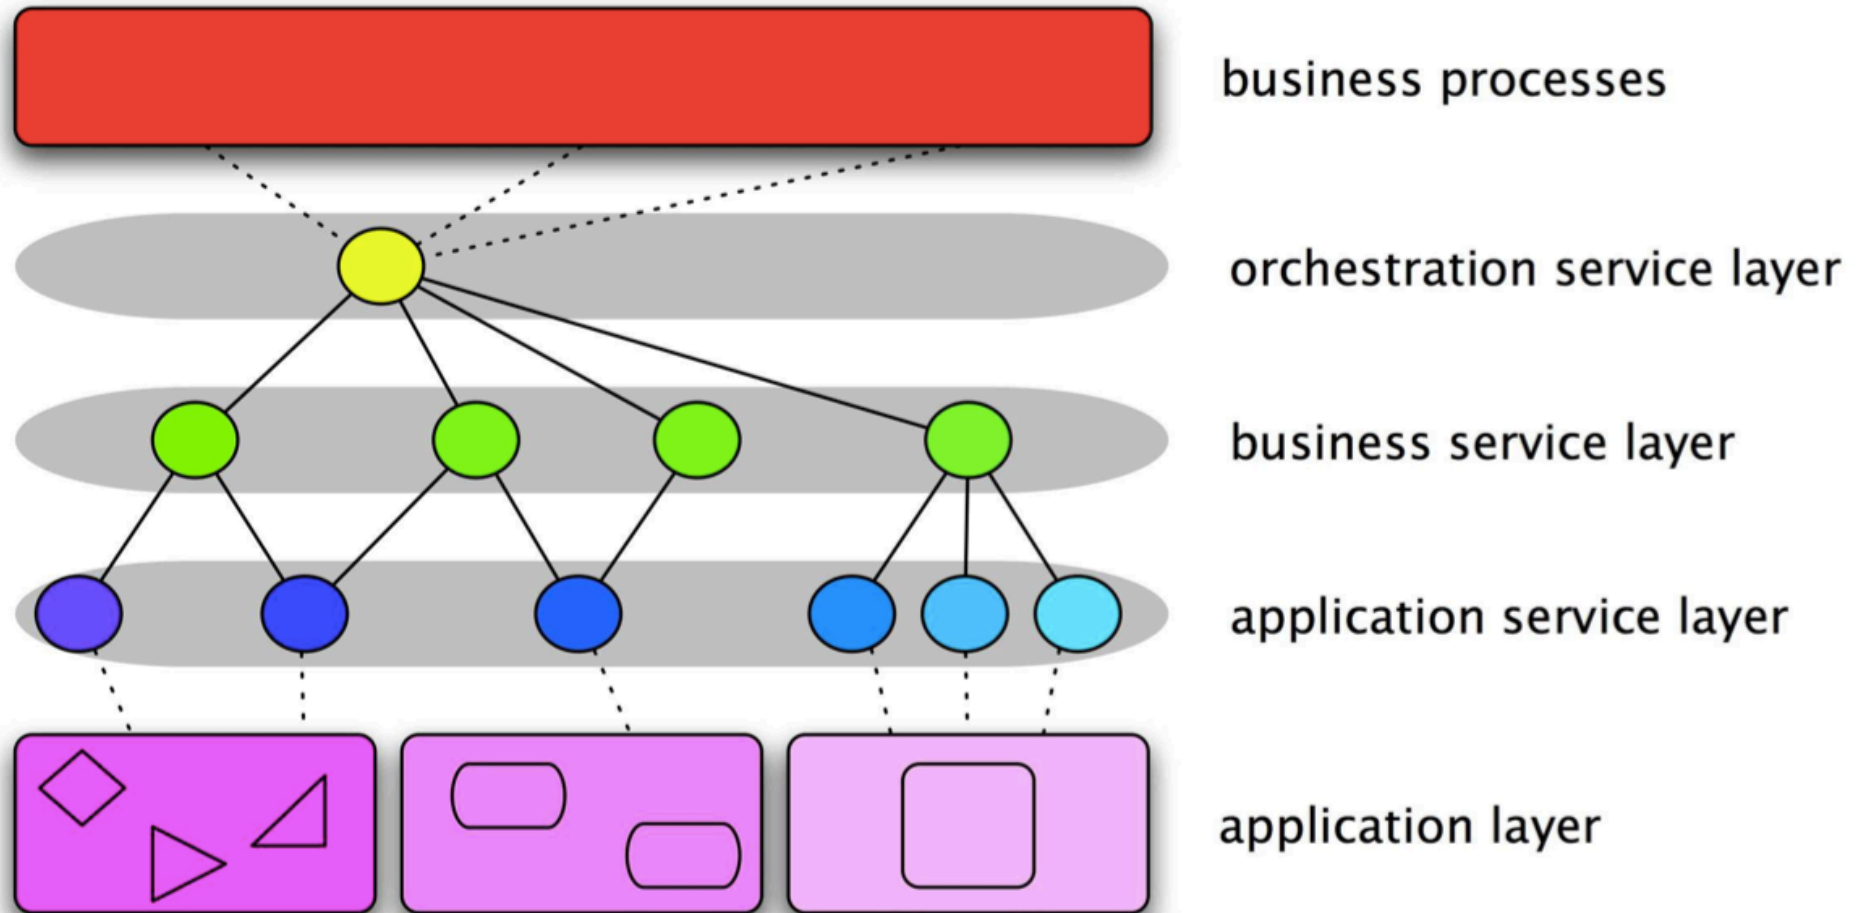 business processes
orchestration service layer
business service layer
application service layer
application layer